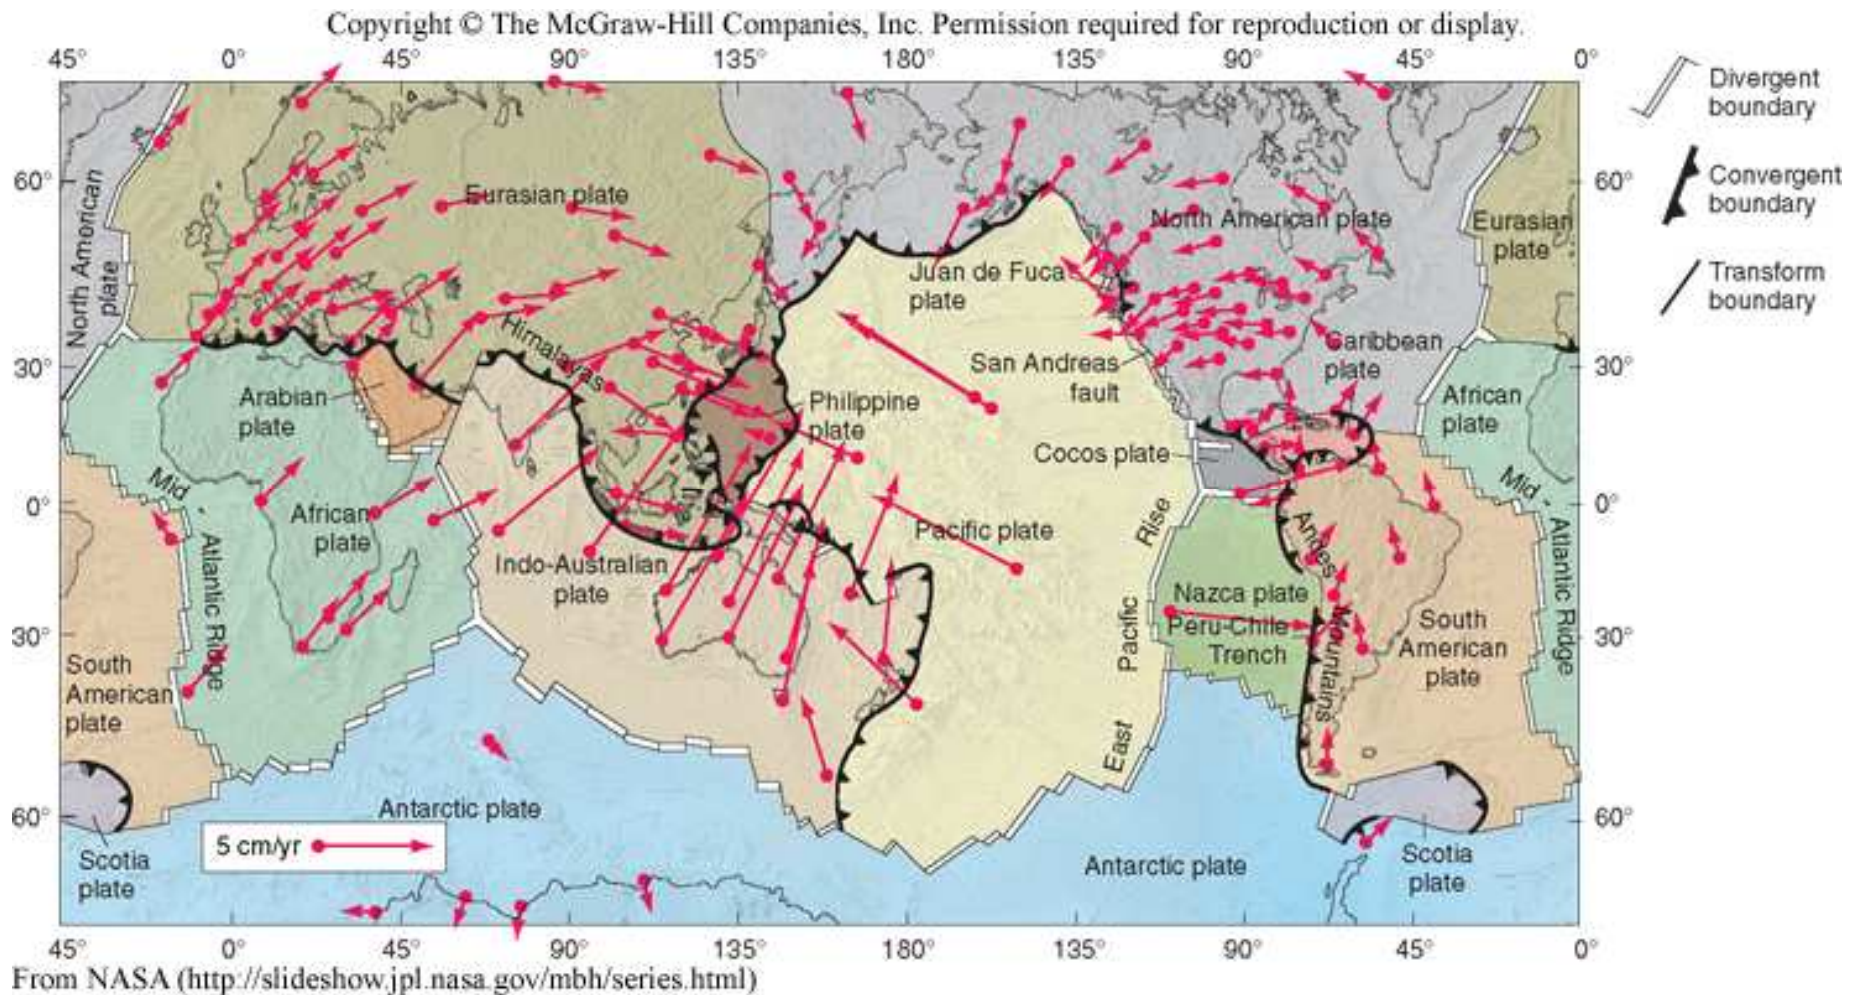 Copyright © The McGraw-Hill Companies, Inc. Permission required for reproduction or display.
45° 0° 45° 90° 135° 180° 135° 90° 45° 0°
Divergent
boundary
Convergent
boundary
Transform
boundary
60°
30°
0°
30°
60°
60°
30°
0°
30°
60°
North American
plate
Eurasian plate
North American plate
Eurasian
plate
Juan de Fuca
plate
Himalayas
San Andreas
fault
Caribbean
plate
Arabian
plate
Philippine
plate
African
plate
Cocos plate
Mid
Atlantic Ridge
African
plate
Indo-Australian
plate
Pacific plate
East Pacific Rise
Andes
Mountains
Nazca plate
Peru-Chile
Trench
Mid -
Atlantic Ridge
South
American
plate
South
American
plate
Antarctic plate
5 cm/yr
Scotia
plate
Antarctic plate
Scotia
plate
45° 0° 45° 90° 135° 180° 135° 90° 45° 0°
From NASA (http://slideshow.jpl.nasa.gov/mbh/series.html)